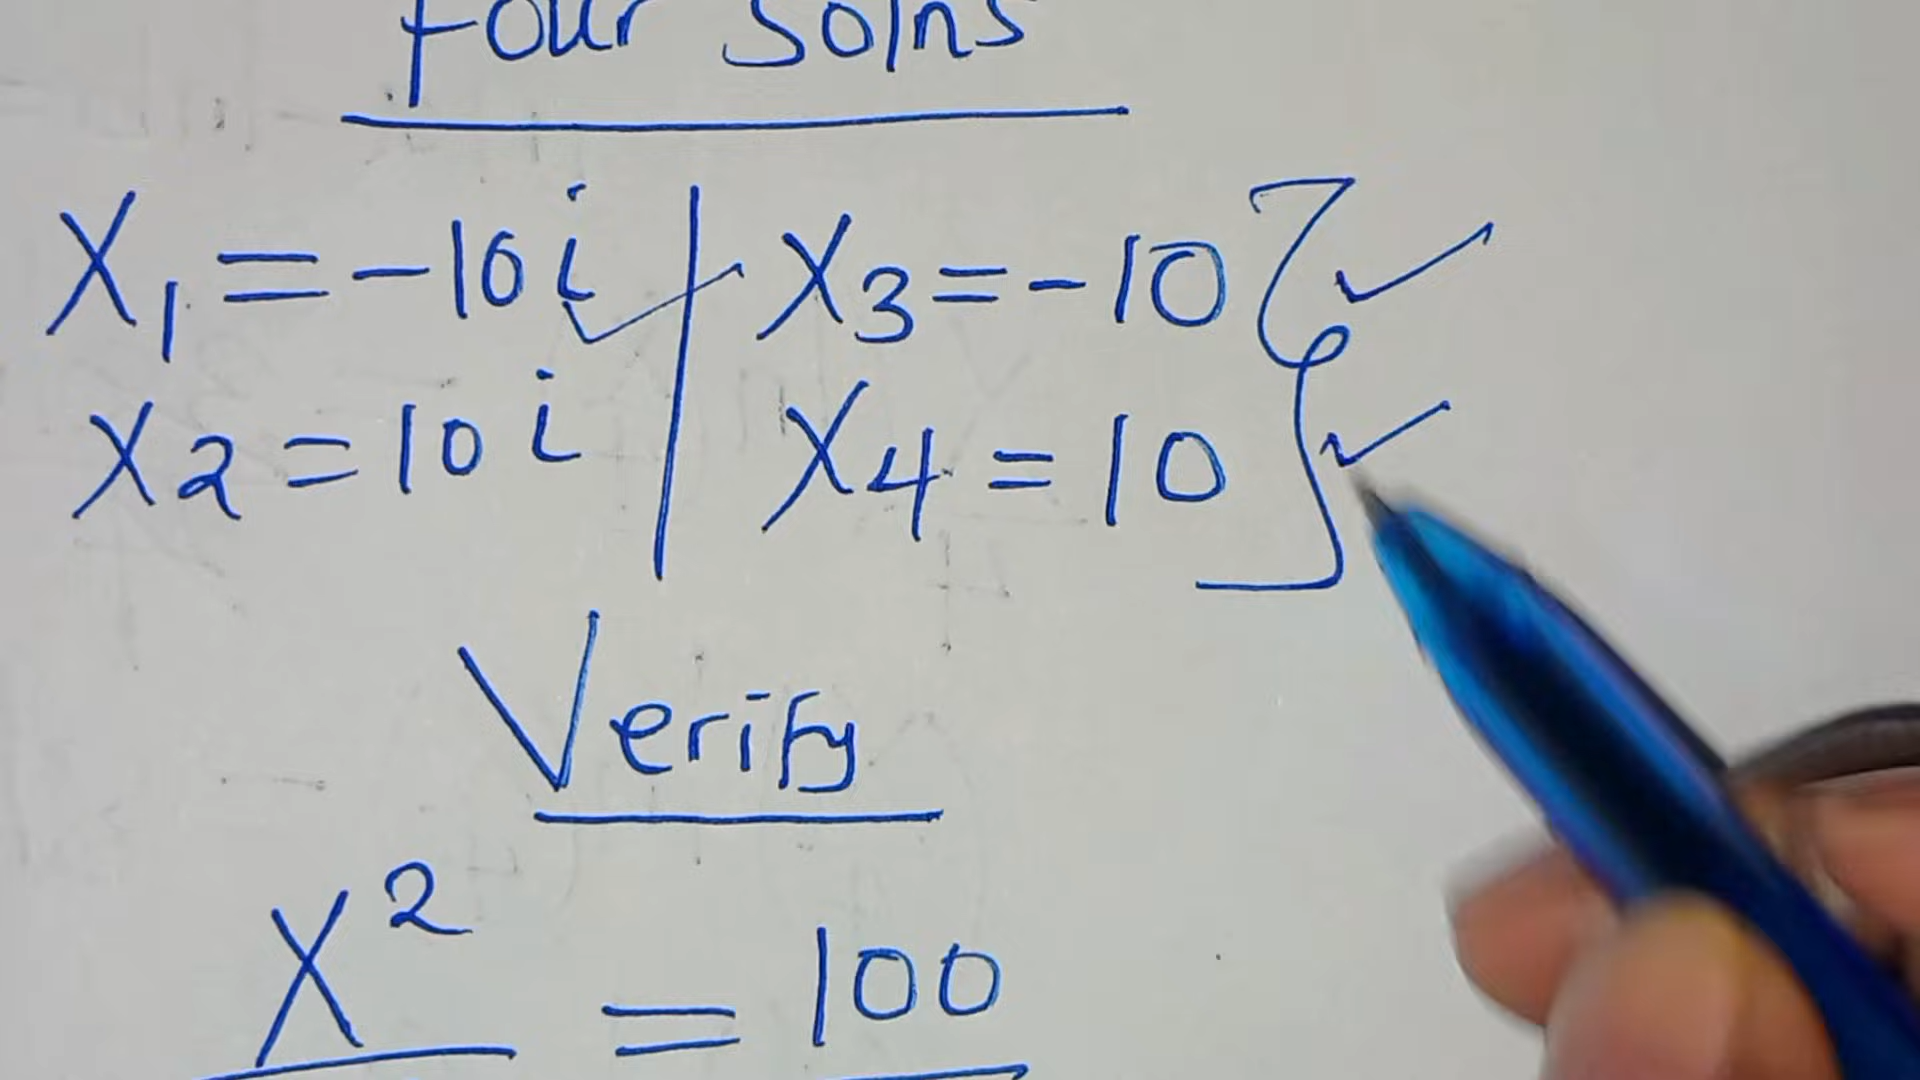 Four Solns
X1 = -10i | X3 = -10 ✓
X2 = 10i | X4 = 10 ✓
Verify
X² = 100